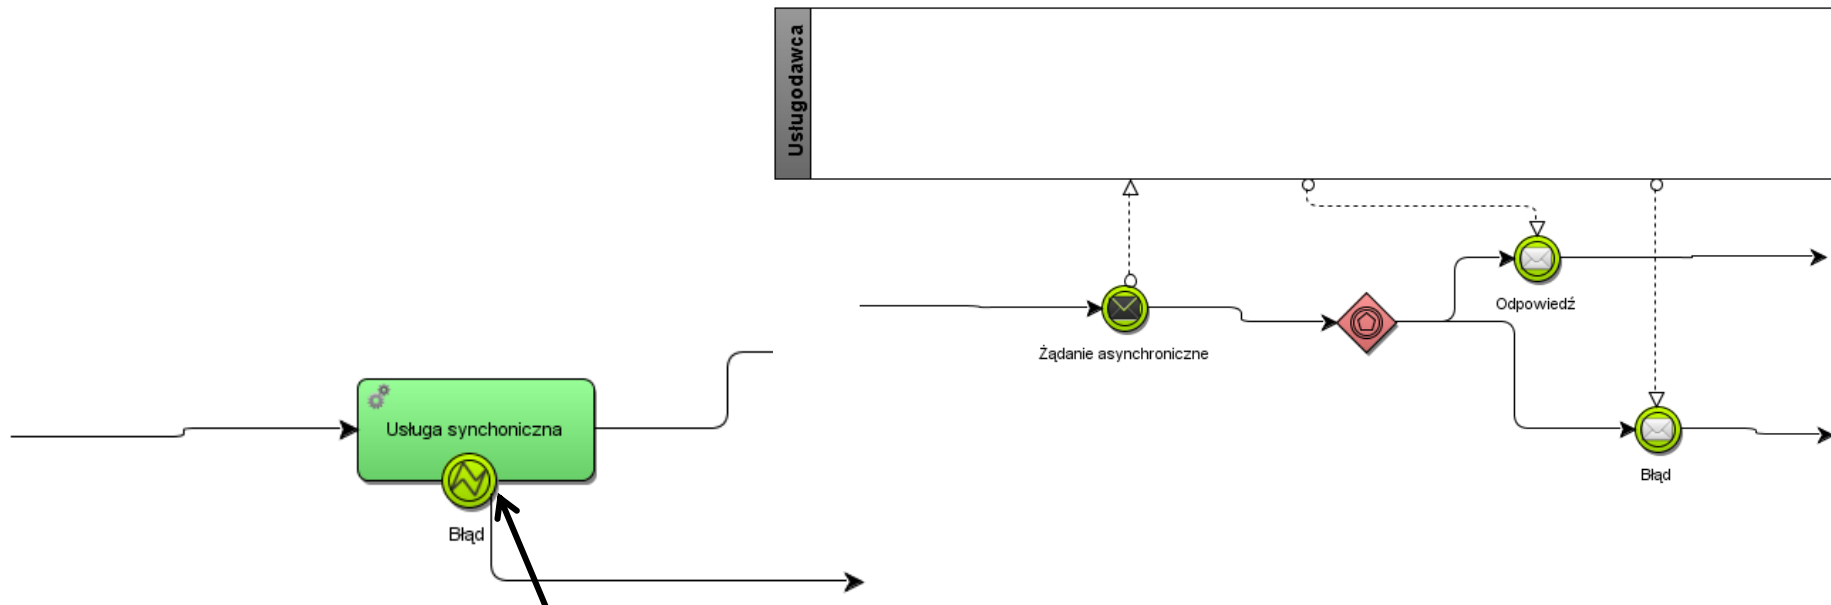 Usługodawca
Odpowiedź
Żądanie asynchroniczne
Usługa synchoniczna
Błąd
Błąd